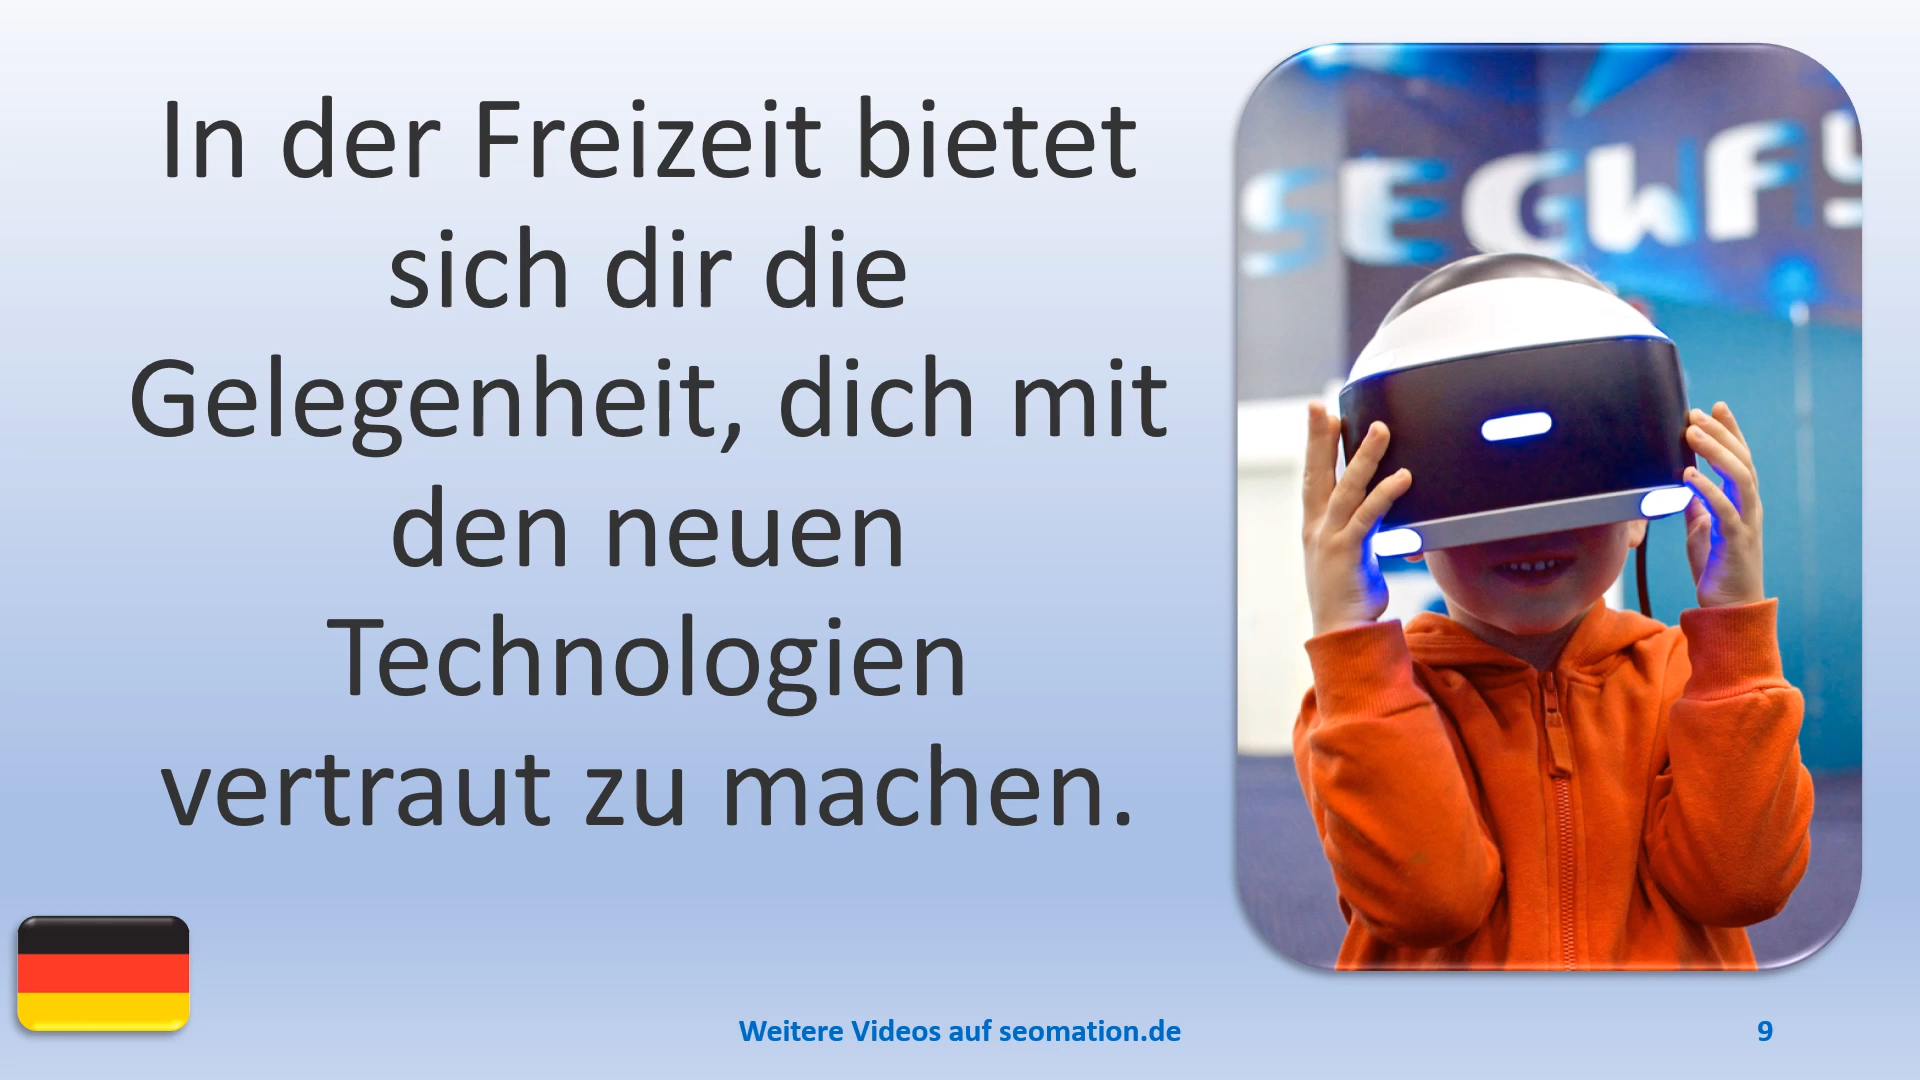 In der Freizeit bietet
sich dir die
Gelegenheit, dich mit
den neuen
Technologien
vertraut zu machen.
Weitere Videos auf seomation.de
9